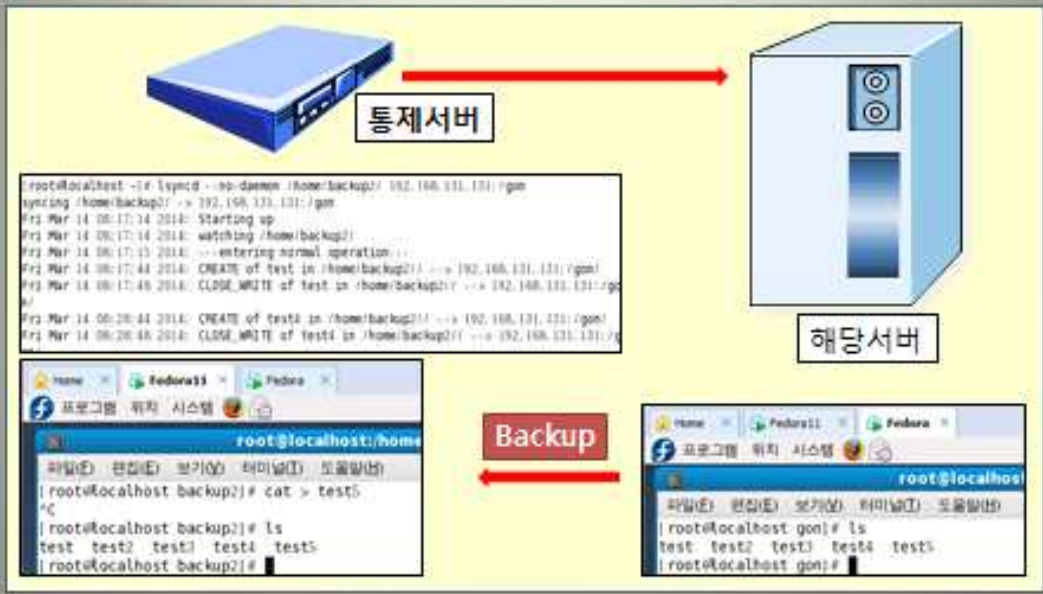 통제서버
[root@localhost ~]# lsyncd --no-daemon /home/backup2/ 192.168.131.131:/gon
syncing /home/backup2/ -> 192.168.131.131:/gon
Fri Mar 14 08:17:14 2014: Starting up
Fri Mar 14 08:17:14 2014: watching /home/backup2/
Fri Mar 14 08:17:15 2014: ---entering normal operation---
Fri Mar 14 08:17:44 2014: CREATE of test in /home/backup2// --> 192.168.131.131:/gon/
Fri Mar 14 08:17:46 2014: CLOSE_WRITE of test in /home/backup2// --> 192.168.131.131:/go
n/
Fri Mar 14 08:28:44 2014: CREATE of test4 in /home/backup2// --> 192.168.131.131:/gon/
Fri Mar 14 08:28:46 2014: CLOSE_WRITE of test4 in /home/backup2// --> 192.168.131.131:/g
해당서버
Home Fedora11 Fedora
프로그램 위치 시스템
root@localhost:/home
파일(F) 편집(E) 보기(V) 터미널(T) 도움말(H)
[root@localhost backup2]# cat > test5
^C
[root@localhost backup2]# ls
test test2 test3 test4 test5
[root@localhost backup2]#
Backup
Home Fedora11 Fedora
프로그램 위치 시스템
root@localhos
파일(F) 편집(E) 보기(V) 터미널(T) 도움말(H)
[root@localhost gon]# ls
test test2 test3 test4 test5
[root@localhost gon]#